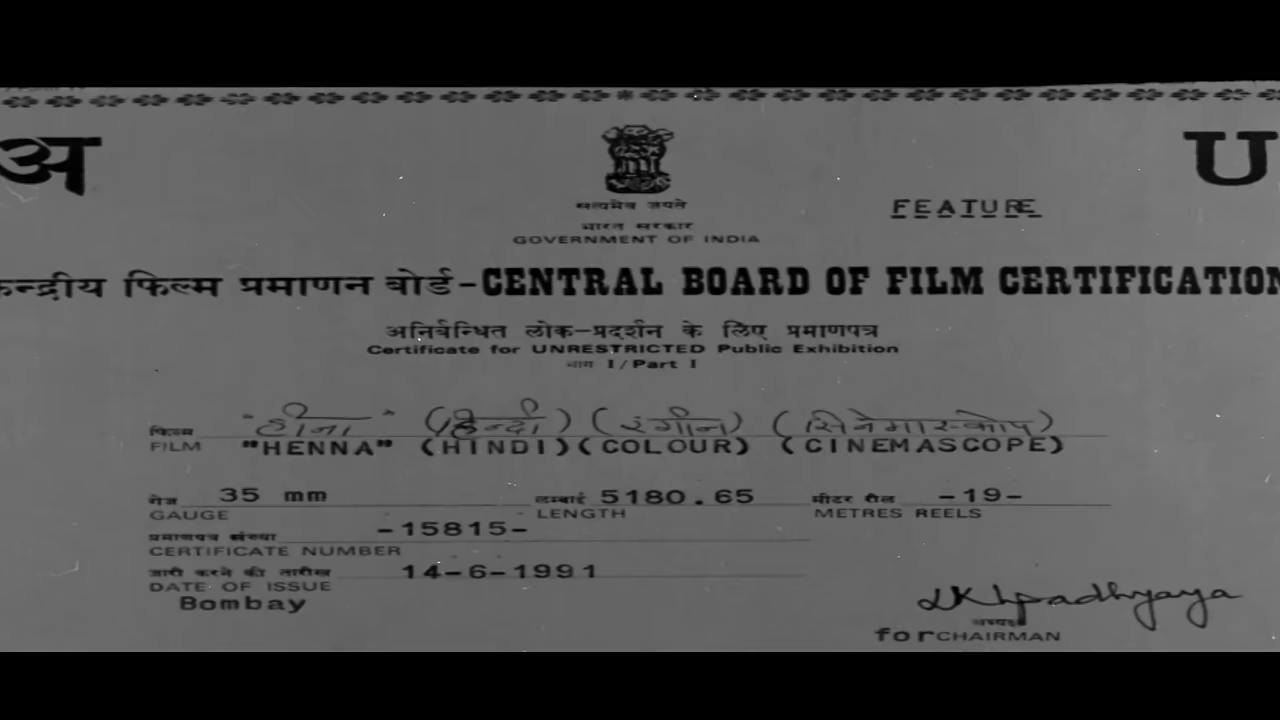 अ
U
सत्यमेव जयते
FEATURE
भारत सरकार
GOVERNMENT OF INDIA
केन्द्रीय फिल्म प्रमाणन बोर्ड-CENTRAL BOARD OF FILM CERTIFICATION
अनिर्बन्धित लोक-प्रदर्शन के लिए प्रमाणपत्र
Certificate for UNRESTRICTED Public Exhibition
भाग I/Part I
फिल्म "हीना" (हिन्दी) (रंगीन) (सिनेमास्कोप)
FILM "HENNA" (HINDI) (COLOUR) (CINEMASCOPE)
गेज 35 mm लम्बाई 5180.65 मीटर रील -19-
GAUGE LENGTH METRES REELS
प्रमाणपत्र संख्या -15815-
CERTIFICATE NUMBER
जारी करने की तारीख 14-6-1991
DATE OF ISSUE
Bombay
अध्यक्ष
for CHAIRMAN